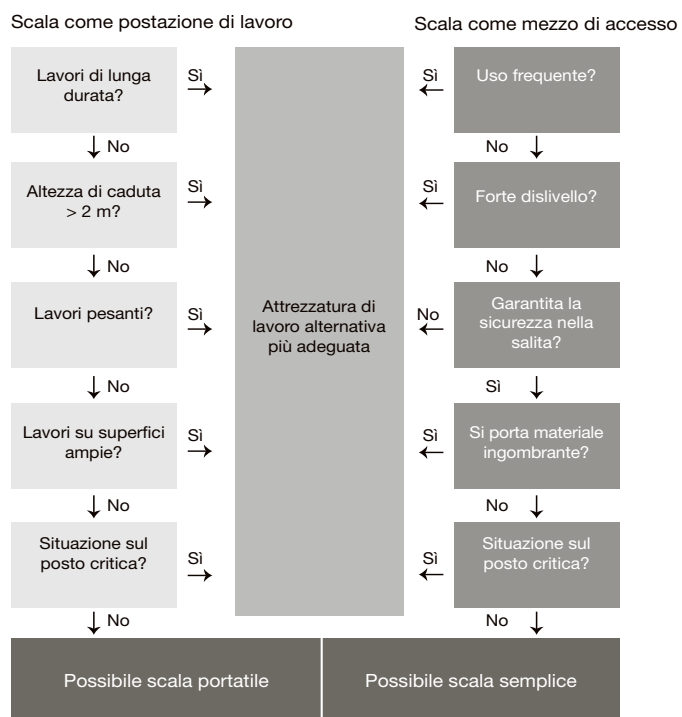 Scala come postazione di lavoro
Scala come mezzo di accesso
Lavori di lunga
durata?
Sì
Sì
Uso frequente?
No
No
Altezza di caduta
> 2 m?
Sì
Sì
Forte dislivello?
No
No
Lavori pesanti?
Sì
Attrezzatura di
lavoro alternativa
più adeguata
No
Garantita la
sicurezza nella
salita?
No
Sì
Lavori su superfici
ampie?
Sì
Sì
Si porta materiale
ingombrante?
No
No
Situazione sul
posto critica?
Sì
Sì
Situazione sul
posto critica?
No
No
Possibile scala portatile
Possibile scala semplice